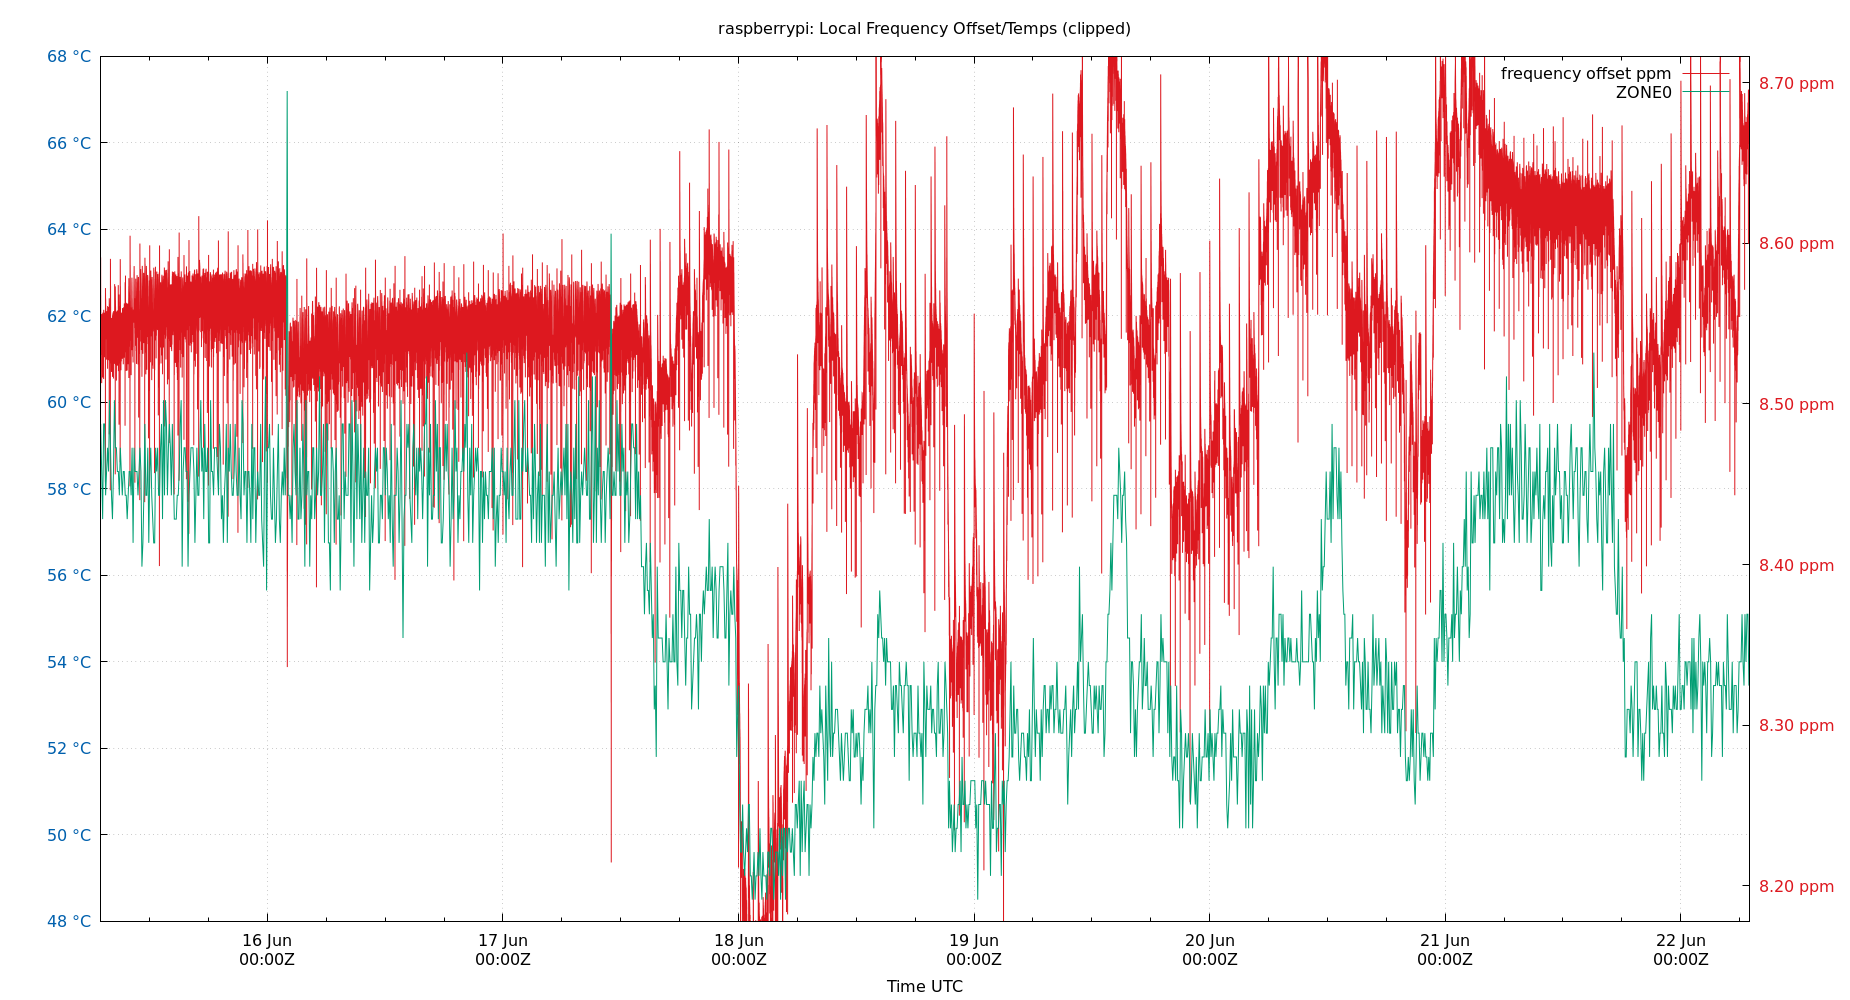 raspberrypi: Local Frequency Offset/Temps (clipped)
68 °C
66 °C
64 °C
62 °C
60 °C
58 °C
56 °C
54 °C
52 °C
50 °C
48 °C
frequency offset ppm
ZONE0
8.70 ppm
8.60 ppm
8.50 ppm
8.40 ppm
8.30 ppm
8.20 ppm
16 Jun
00:00Z
17 Jun
00:00Z
18 Jun
00:00Z
19 Jun
00:00Z
20 Jun
00:00Z
21 Jun
00:00Z
22 Jun
00:00Z
Time UTC